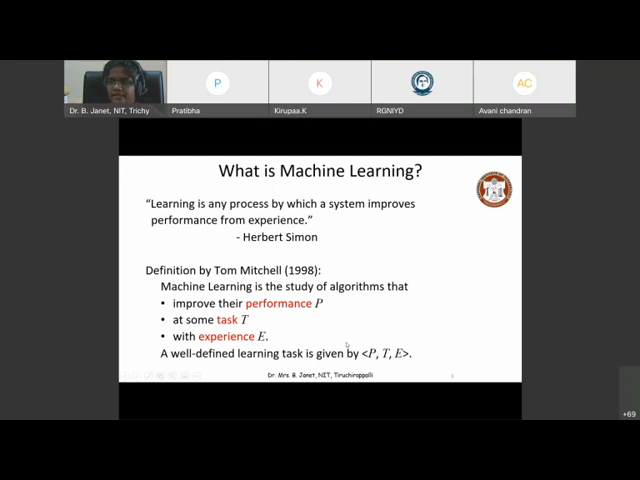 P
K
AC
Dr. B. Janet, NIT, Trichy
Pratibha
Kirupaa.K
RGNIYD
Avani chandran
What is Machine Learning?
“Learning is any process by which a system improves
performance from experience.”
- Herbert Simon
Definition by Tom Mitchell (1998):
Machine Learning is the study of algorithms that
• improve their performance P
• at some task T
• with experience E.
A well-defined learning task is given by <P, T, E>.
Dr. Mrs. B. Janet, NIT, Tiruchirappalli
+69